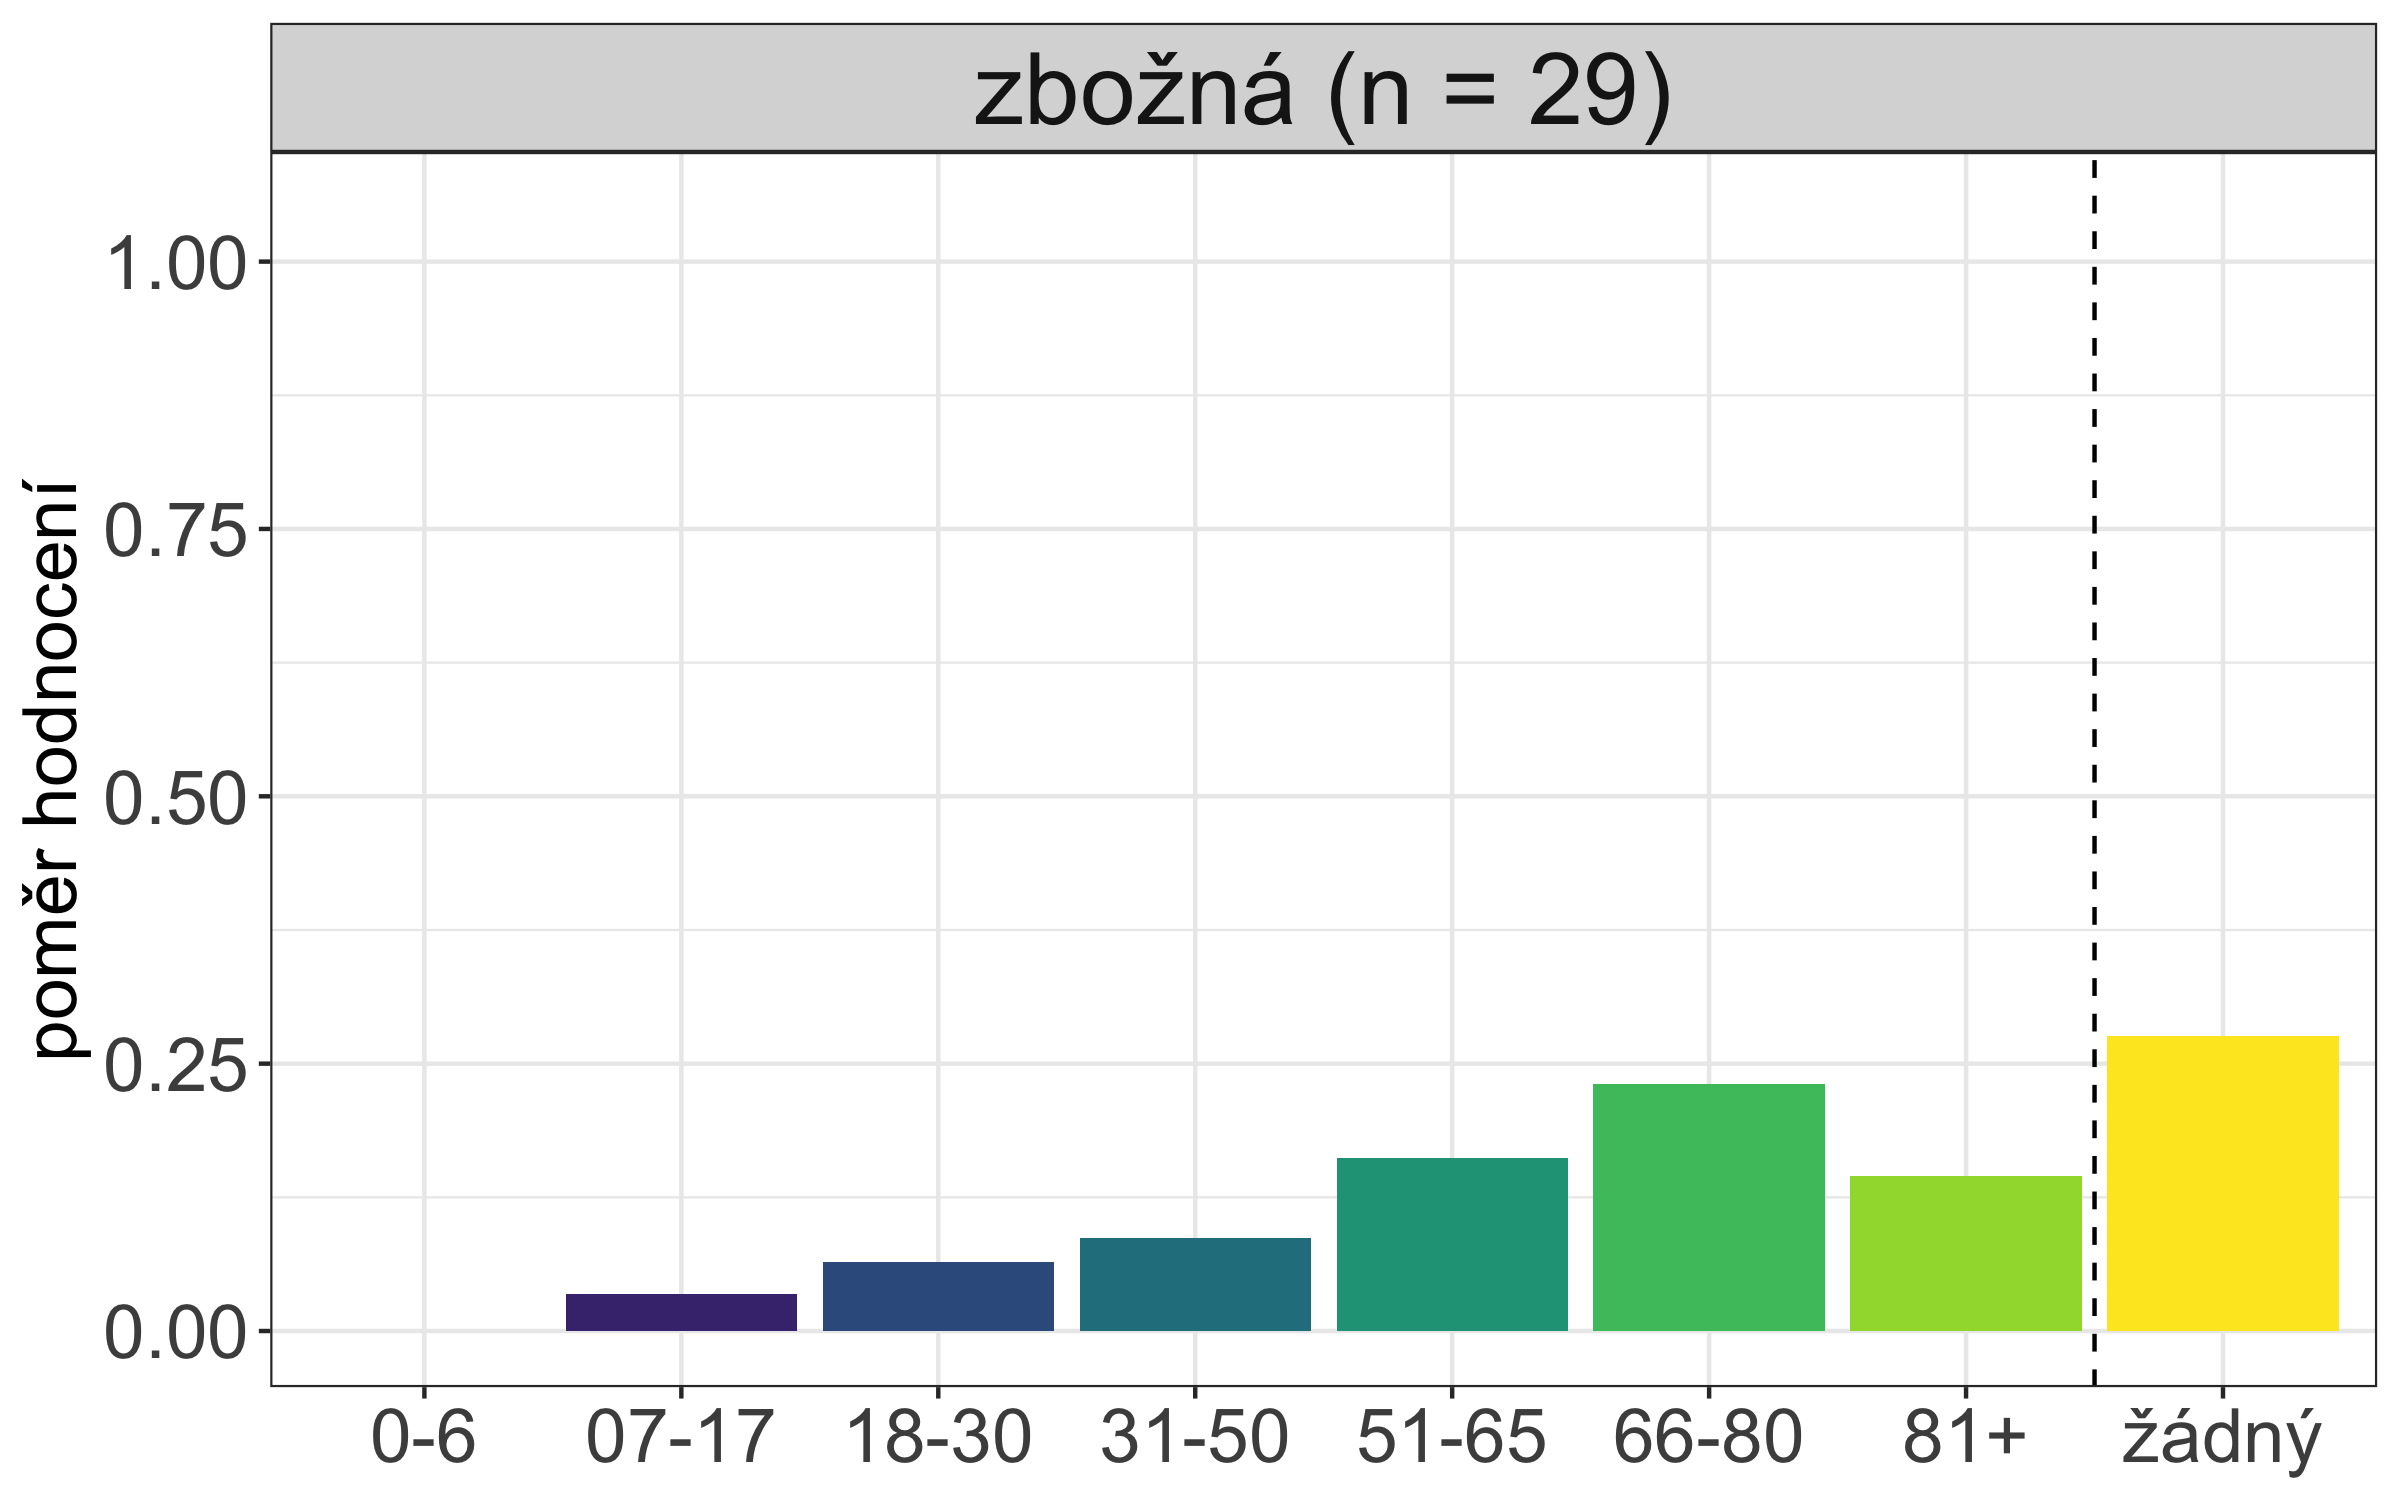 zbožná (n = 29)
poměr hodnocení
1.00
0.75
0.50
0.25
0.00
0-6 07-17 18-30 31-50 51-65 66-80 81+ žádný